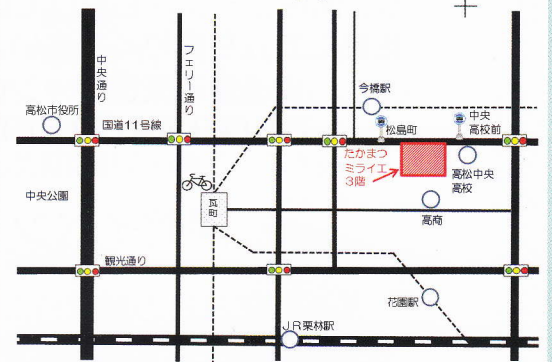 中央通り
フェリー通り
今橋駅
高松市役所
国道11号線
松島町
中央
高校前
たかまつ
ミライエ
3階
高松中央
高校
中央公園
瓦町
高商
観光通り
花園駅
JR栗林駅